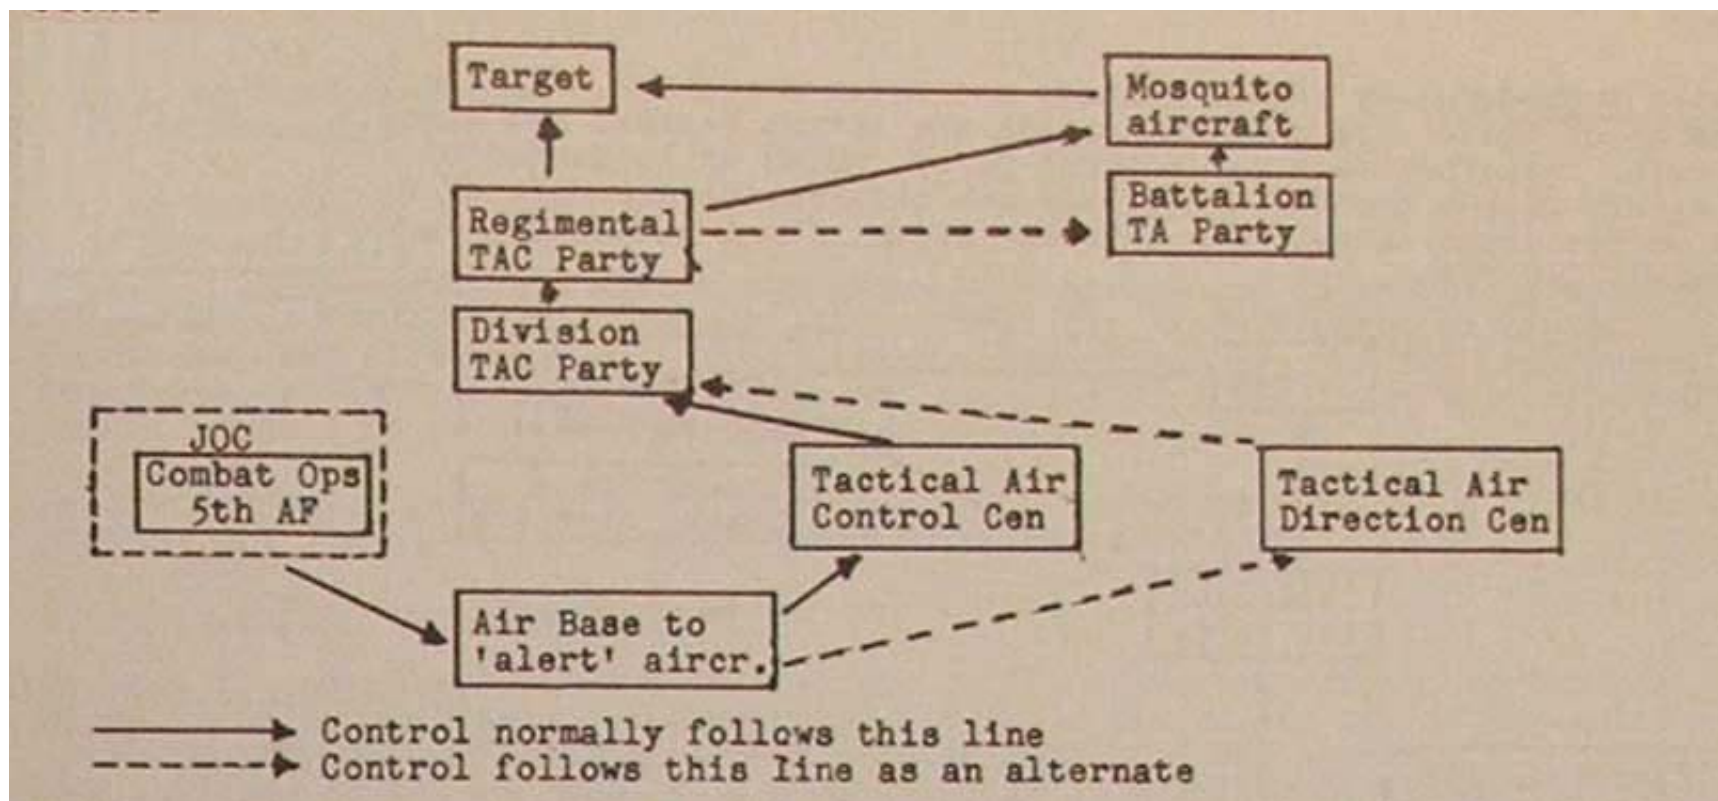 Target
Mosquito
aircraft
Regimental
TAC Party
Battalion
TA Party
Division
TAC Party
JOC
Combat Ops
5th AF
Tactical Air
Control Cen
Tactical Air
Direction Cen
Air Base to
'alert' aircr.
Control normally follows this line
Control follows this line as an alternate